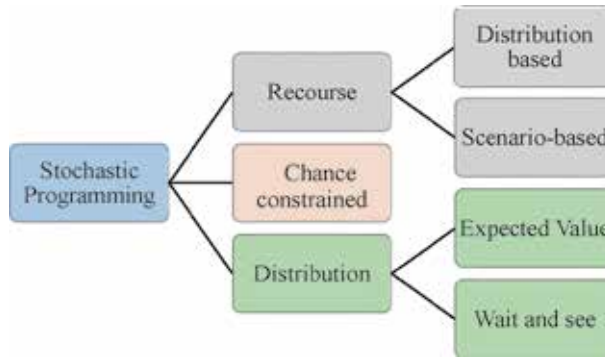 Distribution
based
Recourse
Scenario-based
Stochastic
Programming
Chance
constrained
Expected Value
Distribution
Wait and see